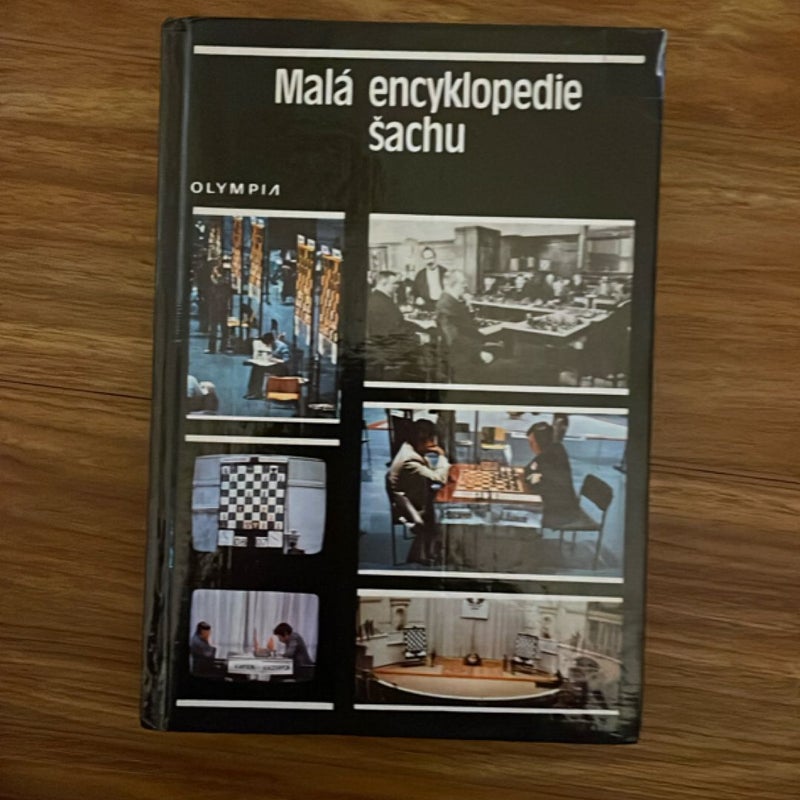 Malá encyklopedie
šachu
OLYMPIA